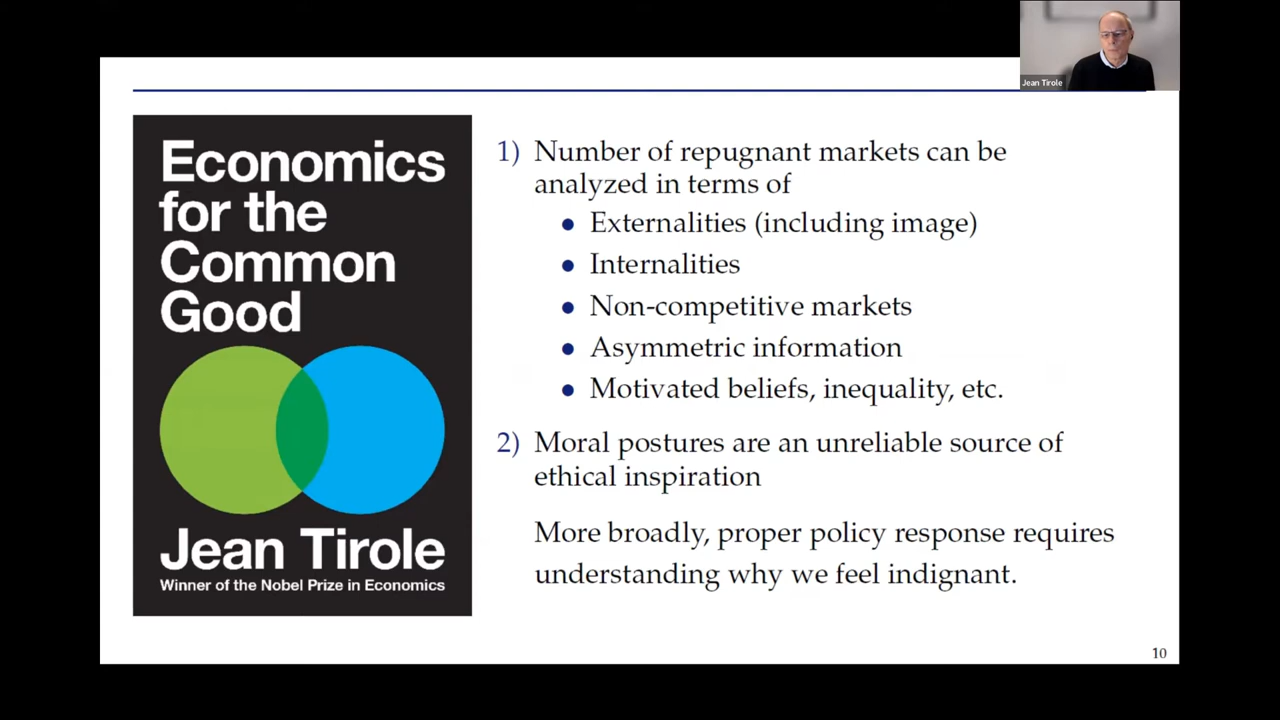 Jean Tirole
Economics
for the
Common
Good
Jean Tirole
Winner of the Nobel Prize in Economics
1) Number of repugnant markets can be
analyzed in terms of
• Externalities (including image)
• Internalities
• Non-competitive markets
• Asymmetric information
• Motivated beliefs, inequality, etc.
2) Moral postures are an unreliable source of
ethical inspiration
More broadly, proper policy response requires
understanding why we feel indignant.
10